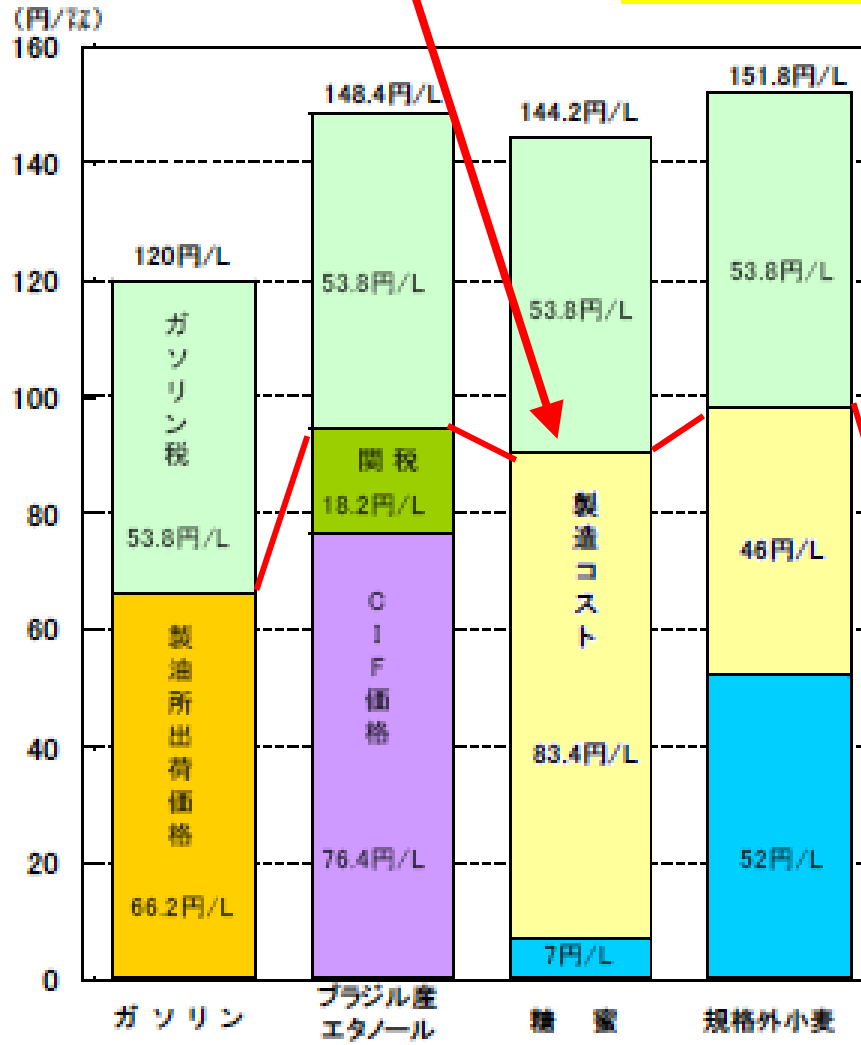 (円/㍑)
160
140
120
100
80
60
40
20
0
120円/L
ガソリン税
53.8円/L
製油所出荷価格
66.2円/L
ガソリン
148.4円/L
53.8円/L
関税
18.2円/L
CIF価格
76.4円/L
ブラジル産
エタノール
144.2円/L
53.8円/L
製造コスト
83.4円/L
7円/L
糖蜜
151.8円/L
53.8円/L
46円/L
52円/L
規格外小麦